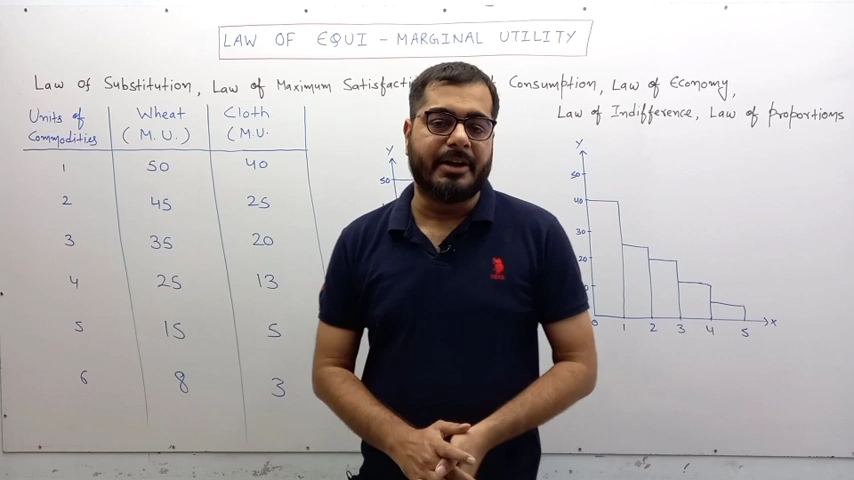 LAW OF EQUI - MARGINAL UTILITY
Law of Substitution, Law of Maximum Consumption, Law of Economy,
Law of Indifference, Law of proportions
Units of Commodities Wheat (M.U.) Cloth (M.U.
1 50 40
2 45 25
3 35 20
4 25 13
5 15 5
6 8 3
Y
50
Y
50
40
30
20
0 1 2 3 4 5 X